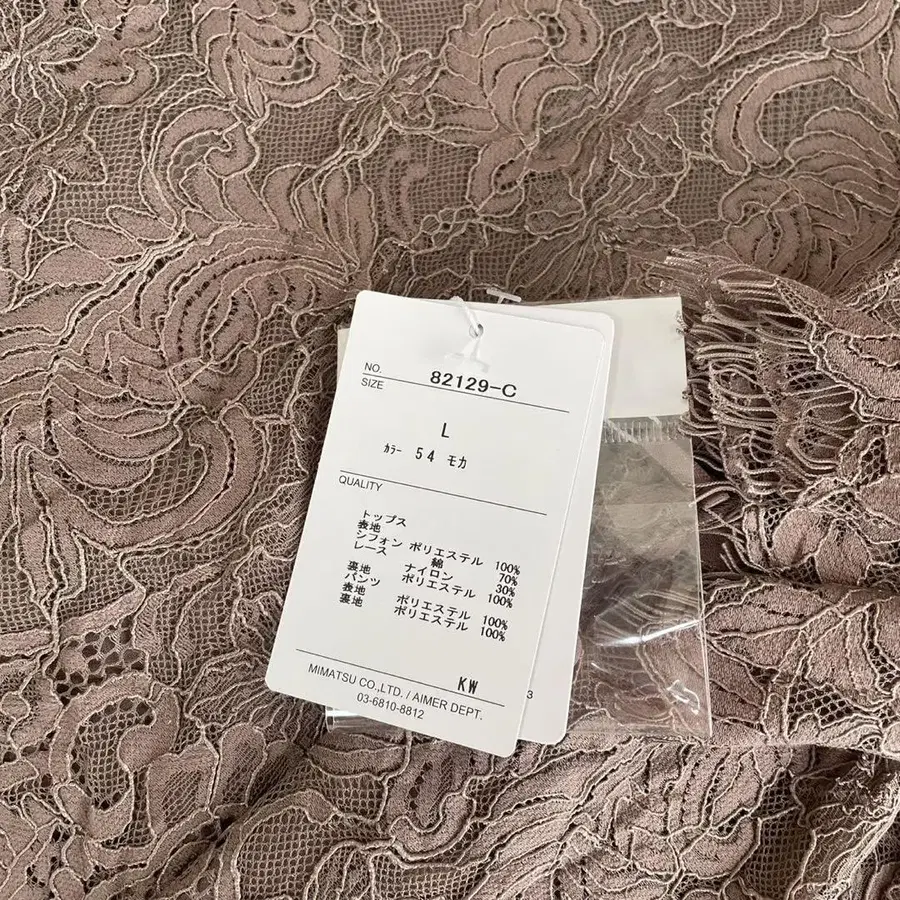 NO. 82129-C
SIZE
L
カラー 54 モカ
QUALITY
トップス
表地
シフォン ポリエステル 100%
レース 綿 70%
ナイロン 30%
裏地 ポリエステル 100%
パンツ
表地 ポリエステル 100%
裏地 ポリエステル 100%
KW
MIMATSU CO.,LTD. / AIMER DEPT.
03-6810-8812
3